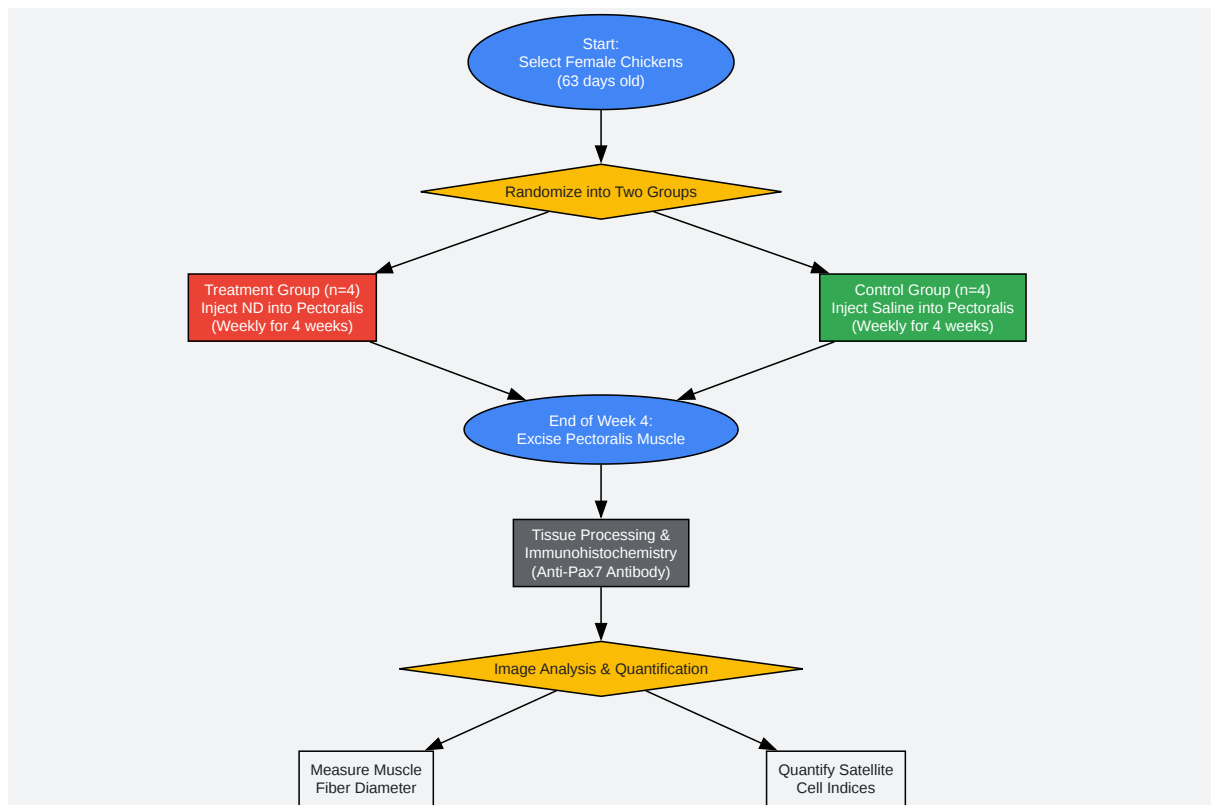 Start:
Select Female Chickens
(63 days old)
Randomize into Two Groups
Treatment Group (n=4)
Inject ND into Pectoralis
(Weekly for 4 weeks)
Control Group (n=4)
Inject Saline into Pectoralis
(Weekly for 4 weeks)
End of Week 4:
Excise Pectoralis Muscle
Tissue Processing &
Immunohistochemistry
(Anti-Pax7 Antibody)
Image Analysis & Quantification
Measure Muscle
Fiber Diameter
Quantify Satellite
Cell Indices